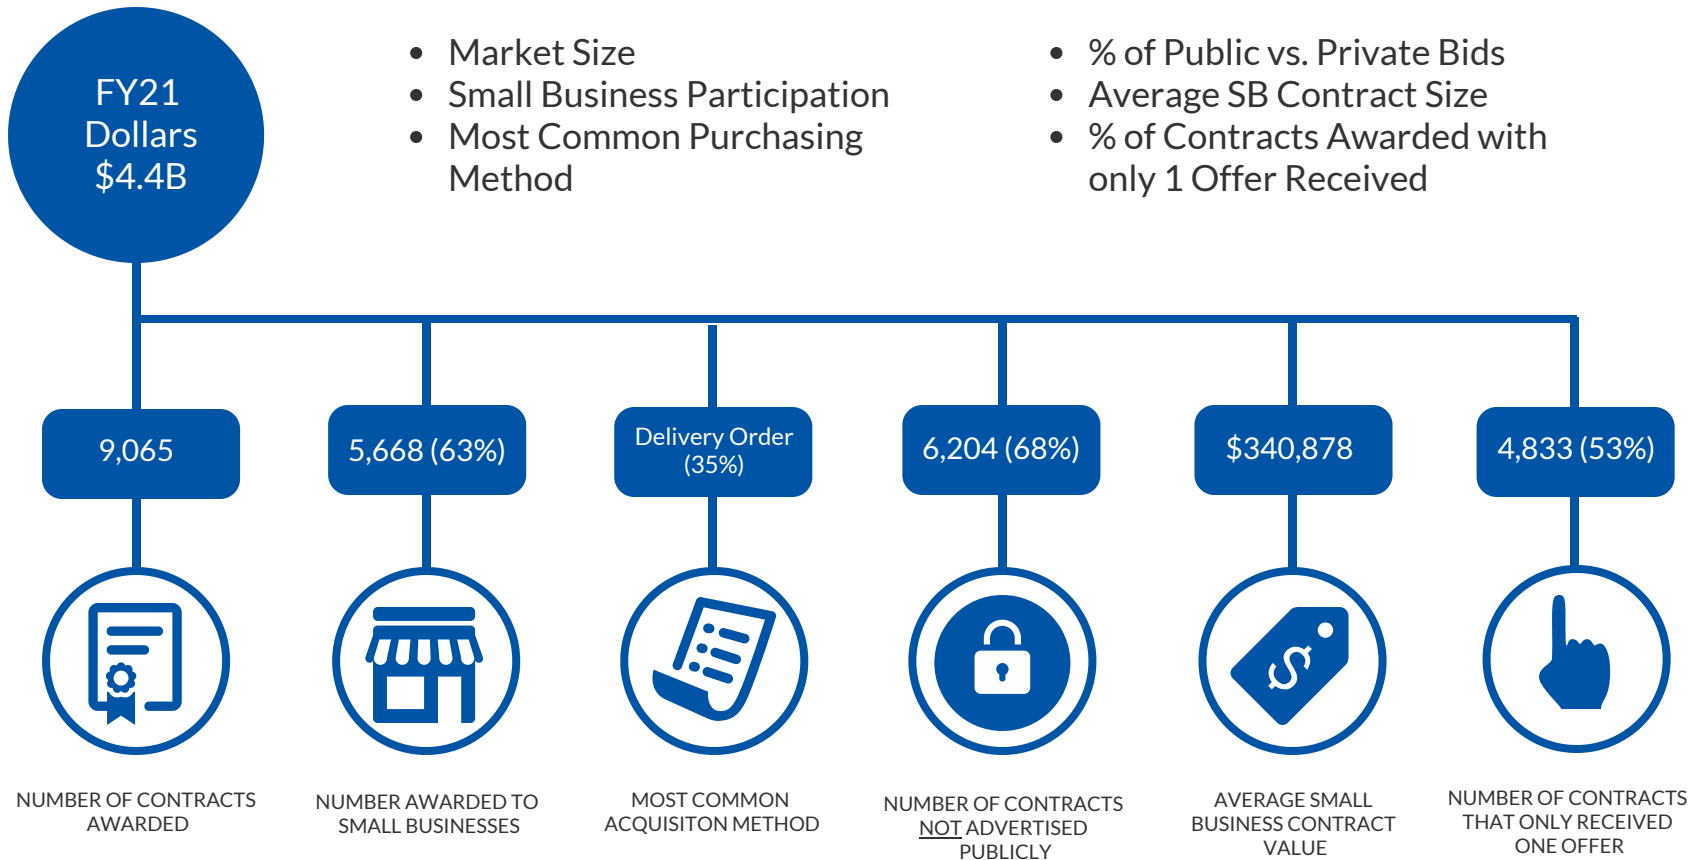 FY21
Dollars
$4.4B
• Market Size
• Small Business Participation
• Most Common Purchasing
Method
• % of Public vs. Private Bids
• Average SB Contract Size
• % of Contracts Awarded with
only 1 Offer Received
9,065
5,668 (63%)
Delivery Order
(35%)
6,204 (68%)
$340,878
4,833 (53%)
$
NUMBER OF CONTRACTS
AWARDED
NUMBER AWARDED TO
SMALL BUSINESSES
MOST COMMON
ACQUISITON METHOD
NUMBER OF CONTRACTS
NOT ADVERTISED
PUBLICLY
AVERAGE SMALL
BUSINESS CONTRACT
VALUE
NUMBER OF CONTRACTS
THAT ONLY RECEIVED
ONE OFFER